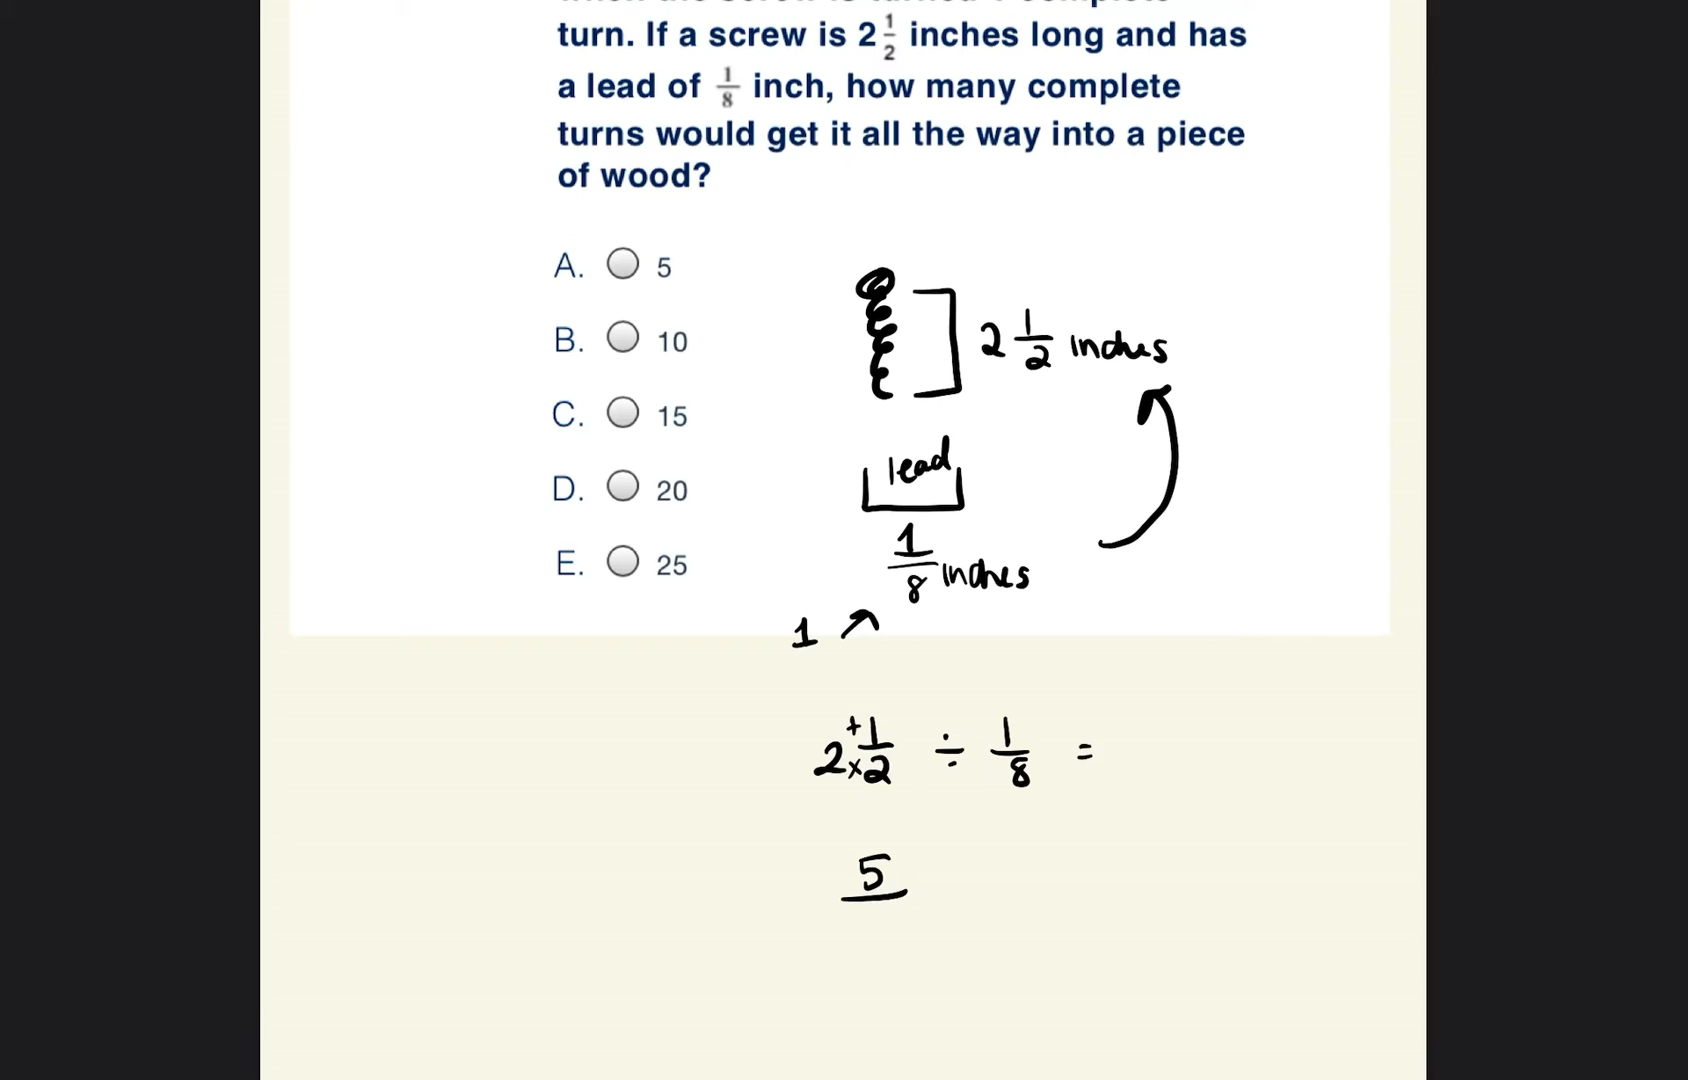 turn. If a screw is 2 1/2 inches long and has
a lead of 1/8 inch, how many complete
turns would get it all the way into a piece
of wood?
A. 5
B. 10
C. 15
D. 20
E. 25
2 1/2 inches
lead
1/8 inches
1
2 + 1/× 2 ÷ 1/8 =
5